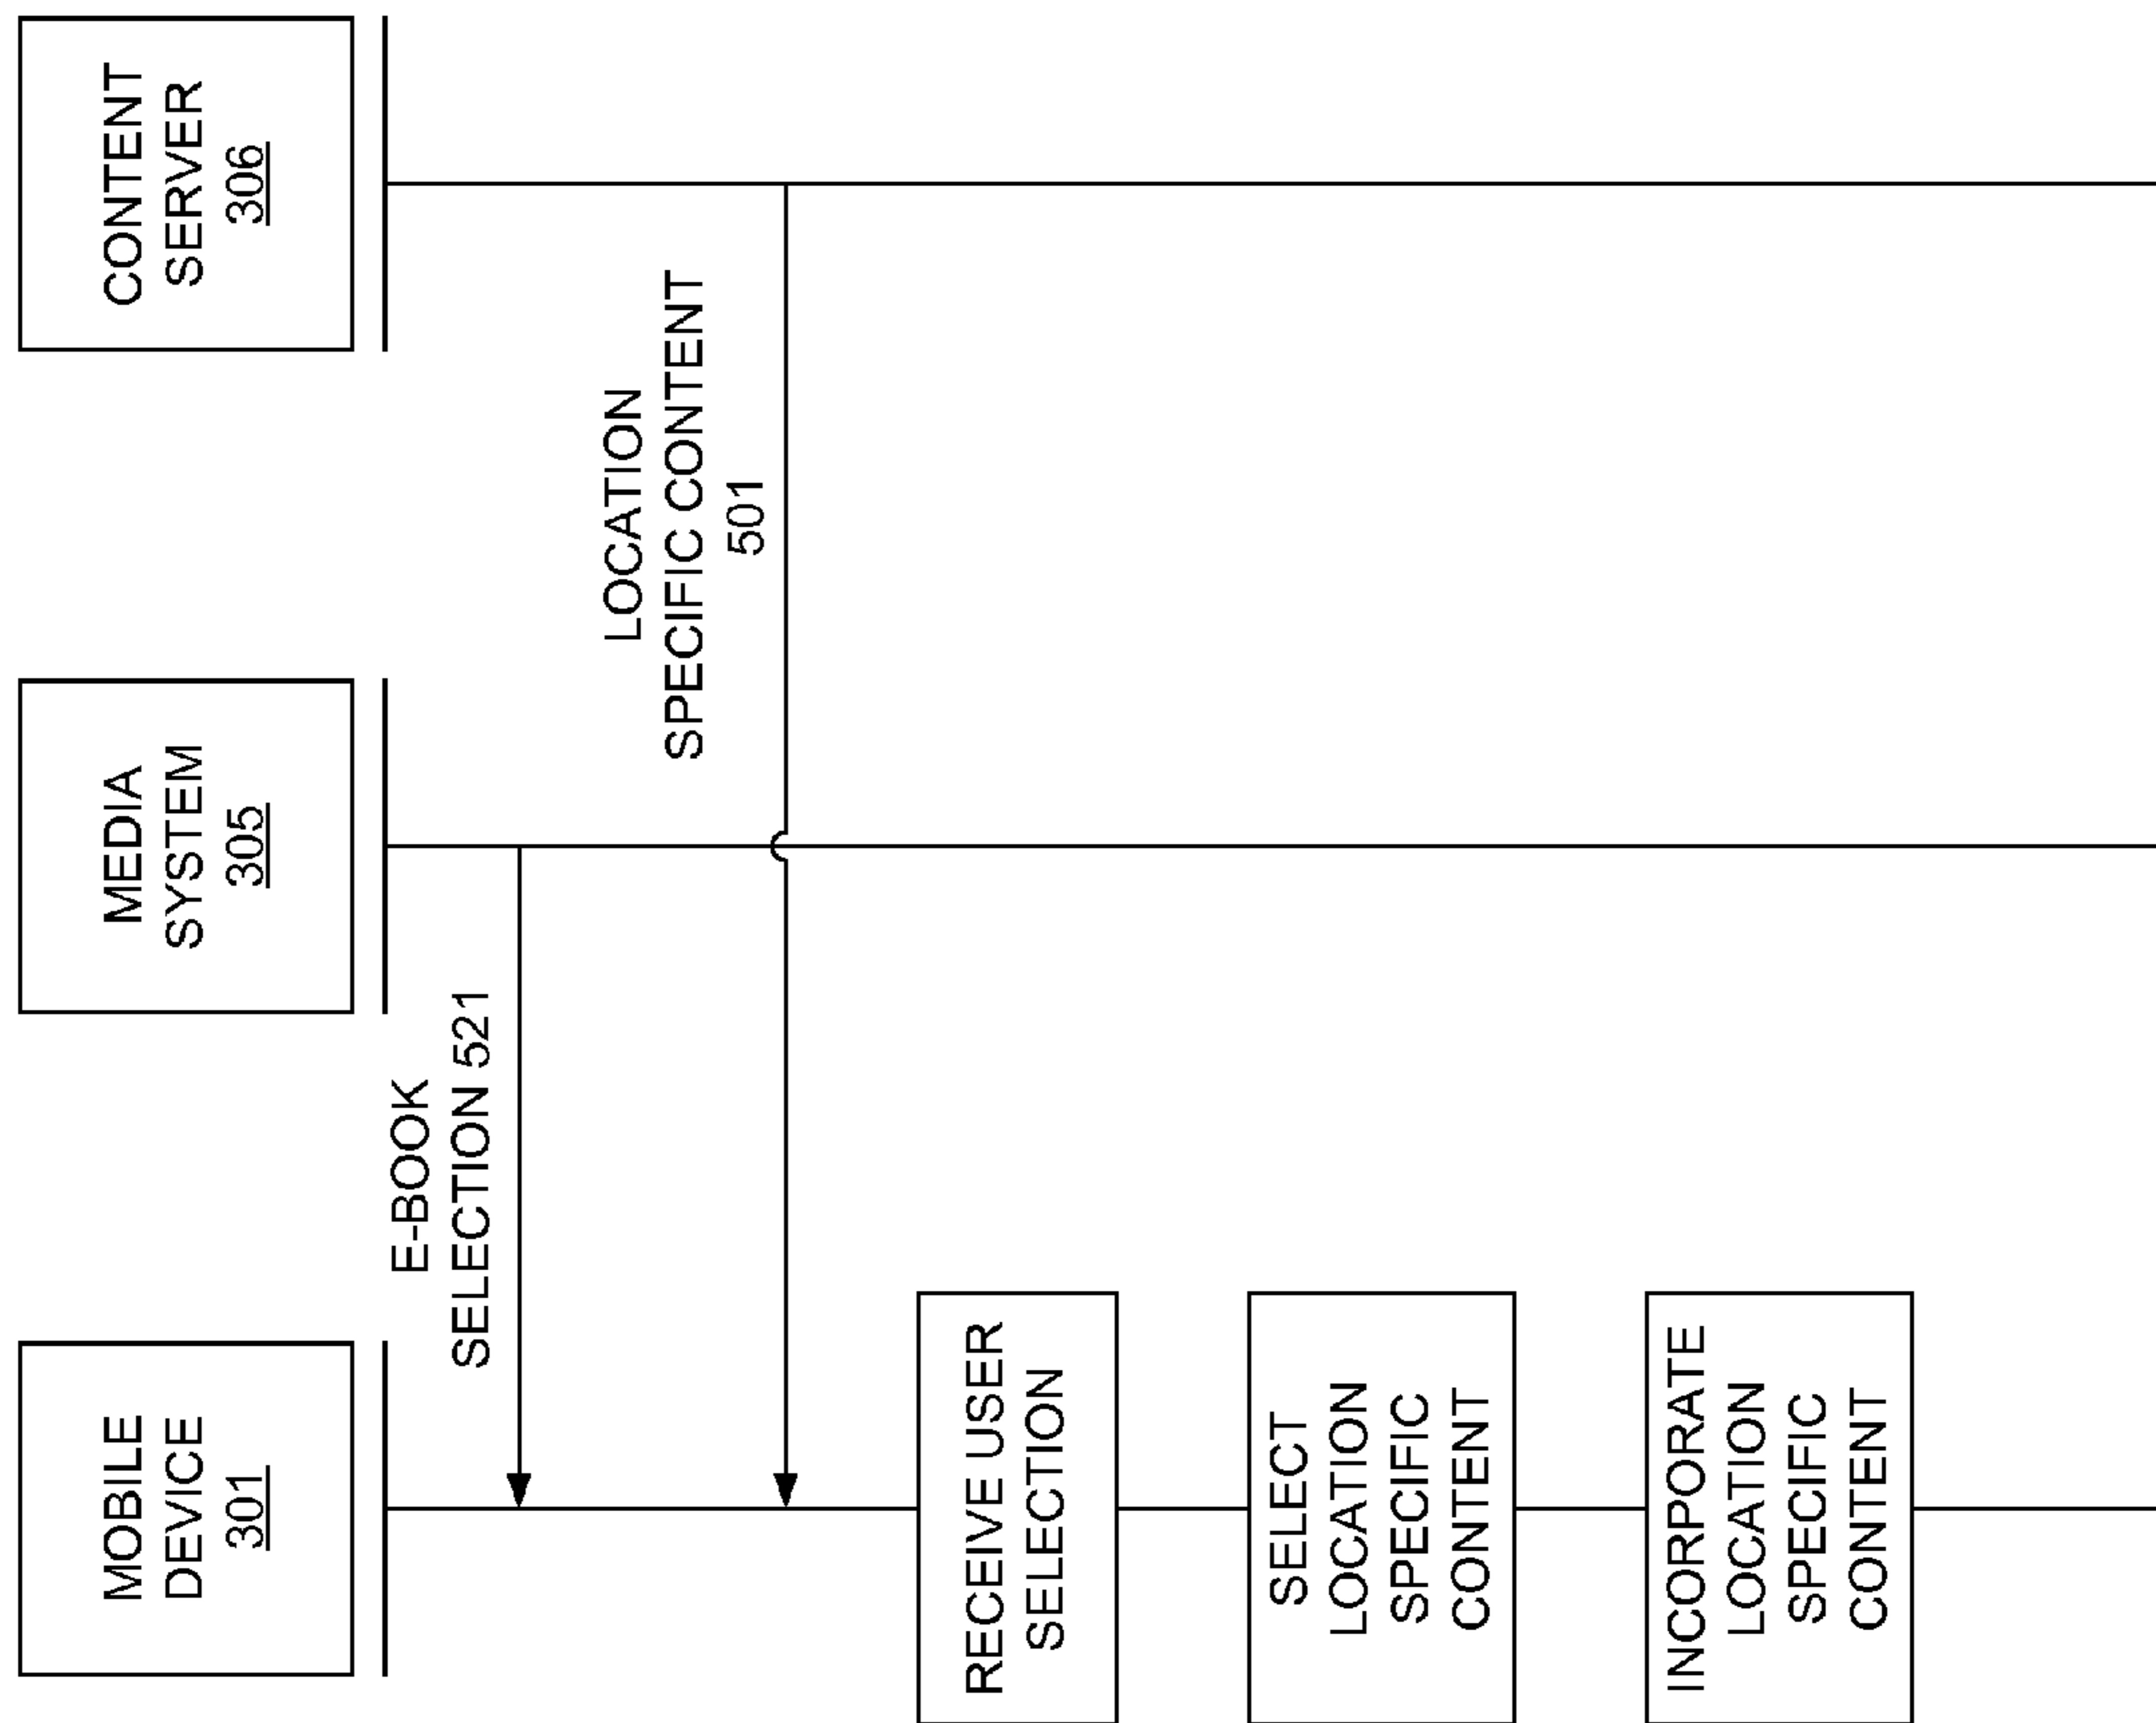 MOBILE
DEVICE
301
MEDIA
SYSTEM
305
CONTENT
SERVER
306
E-BOOK
SELECTION 521
LOCATION
SPECIFIC CONTENT
501
RECEIVE USER
SELECTION
SELECT
LOCATION
SPECIFIC
CONTENT
INCORPORATE
LOCATION
SPECIFIC
CONTENT